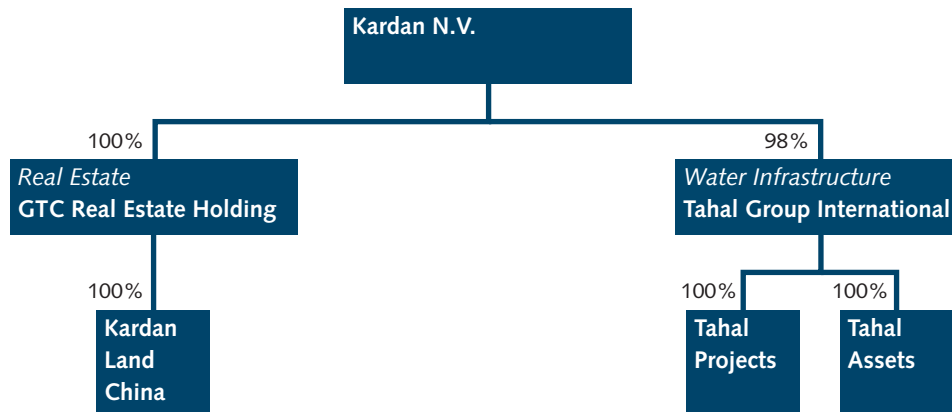 Kardan N.V.
100%
98%
Real Estate
GTC Real Estate Holding
Water Infrastructure
Tahal Group International
100%
100%
100%
Kardan
Land
China
Tahal
Projects
Tahal
Assets